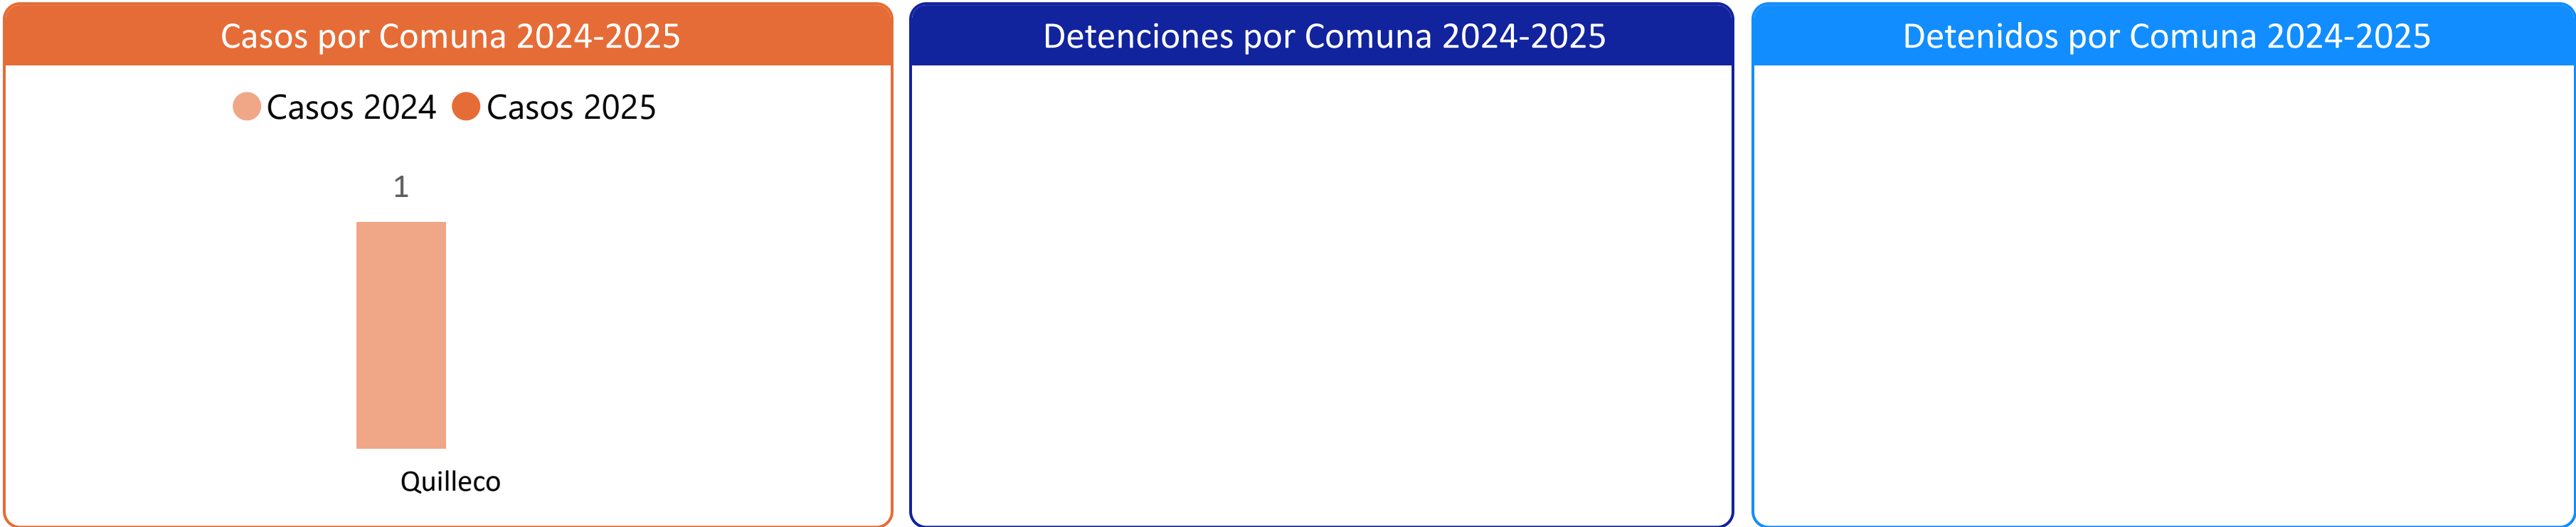 Casos por Comuna 2024-2025
Casos 2024 Casos 2025
1
Quilleco
Detenciones por Comuna 2024-2025
Detenidos por Comuna 2024-2025